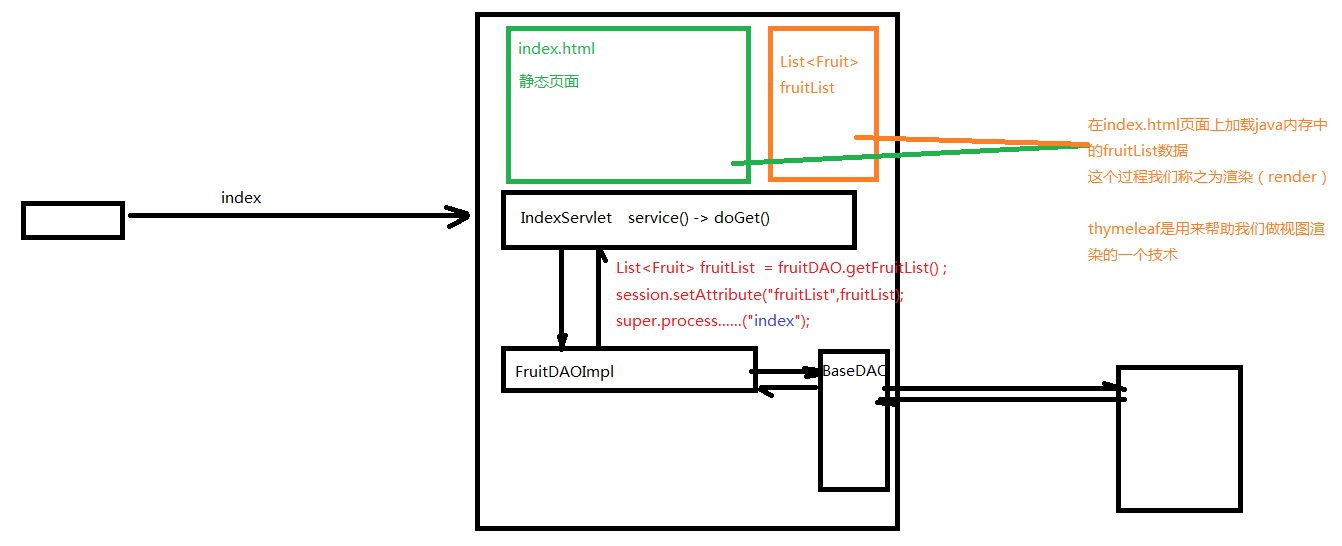 index.html
静态页面
List<Fruit>
fruitList
在index.html页面上加载java内存中
的fruitList数据
这个过程我们称之为渲染（render）
thymeleaf是用来帮助我们做视图渲
染的一个技术
index
IndexServlet service() -> doGet()
List<Fruit> fruitList = fruitDAO.getFruitList() ;
session.setAttribute("fruitList",fruitList);
super.process......("index");
FruitDAOImpl
BaseDAO